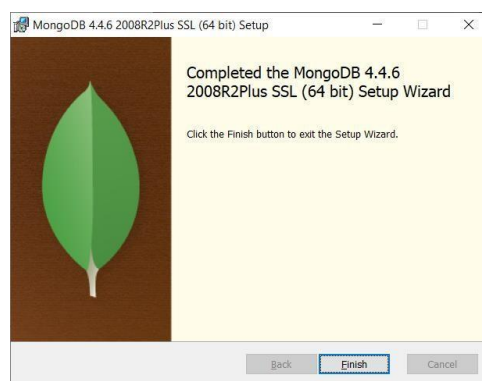 MongoDB 4.4.6 2008R2Plus SSL (64 bit) Setup
Completed the MongoDB 4.4.6
2008R2Plus SSL (64 bit) Setup Wizard
Click the Finish button to exit the Setup Wizard.
Back Finish Cancel